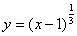 y = (x − 1)^{1/3}